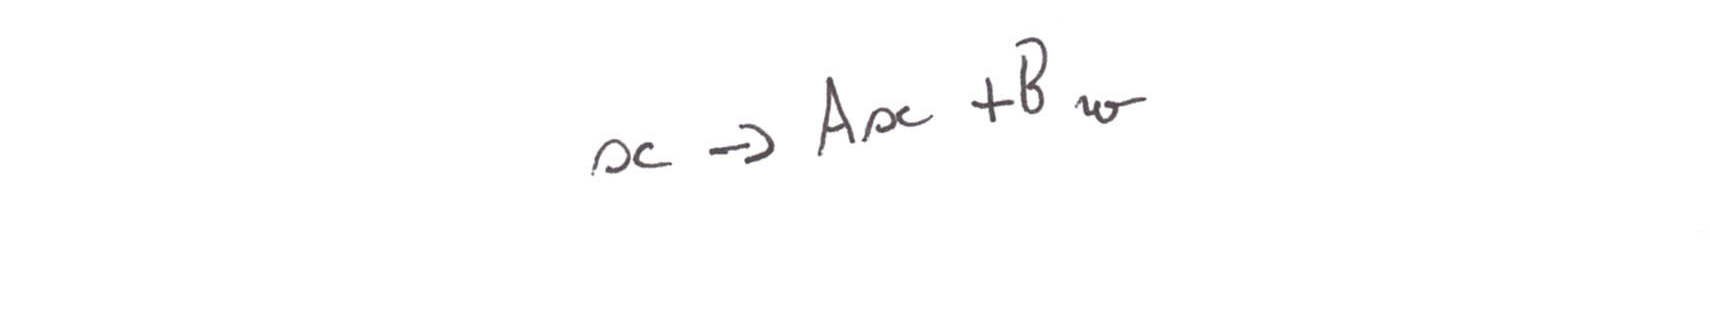 x → Ax + Bw